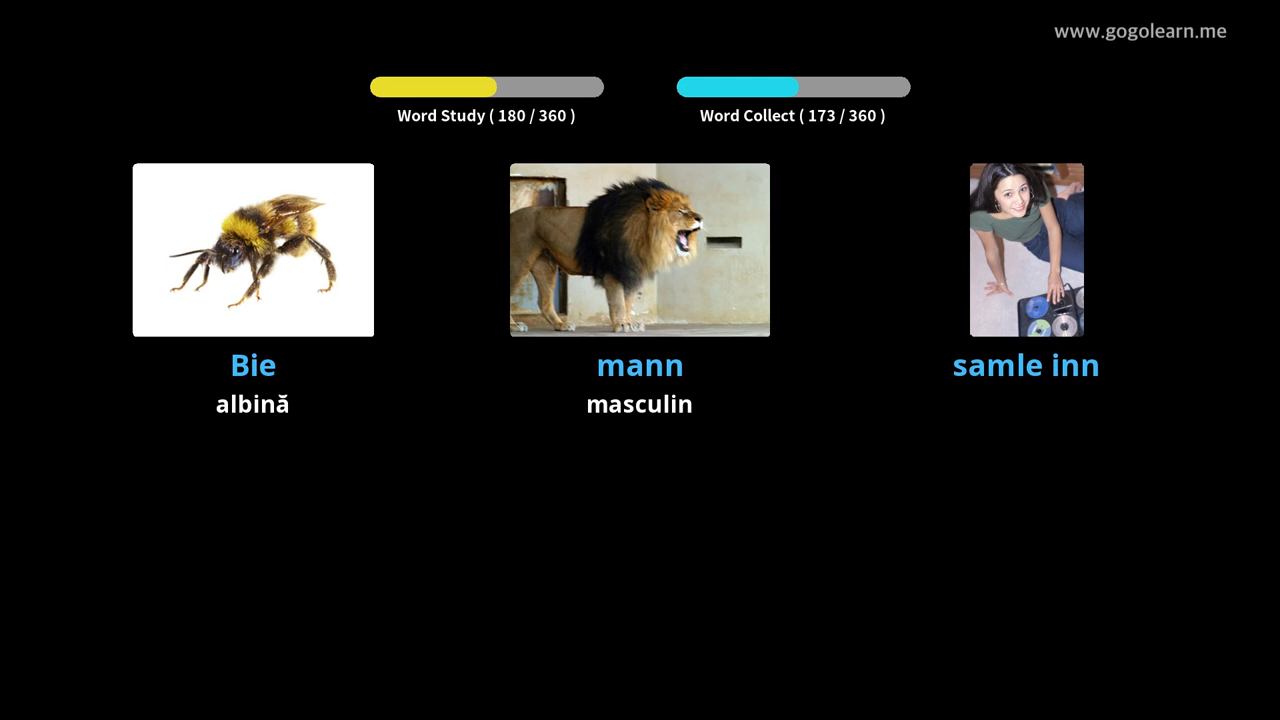 www.gogolearn.me
Word Study ( 180 / 360 )
Word Collect ( 173 / 360 )
Bie
albină
mann
masculin
samle inn